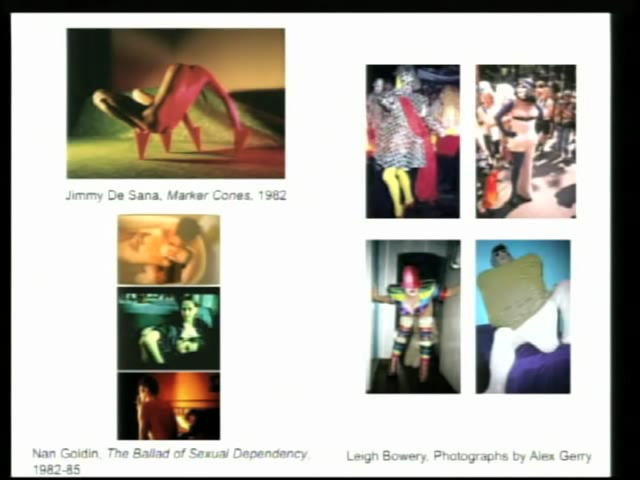 Jimmy De Sana, Marker Cones, 1982
Nan Goldin, The Ballad of Sexual Dependency,
1982-85
Leigh Bowery, Photographs by Alex Gerry